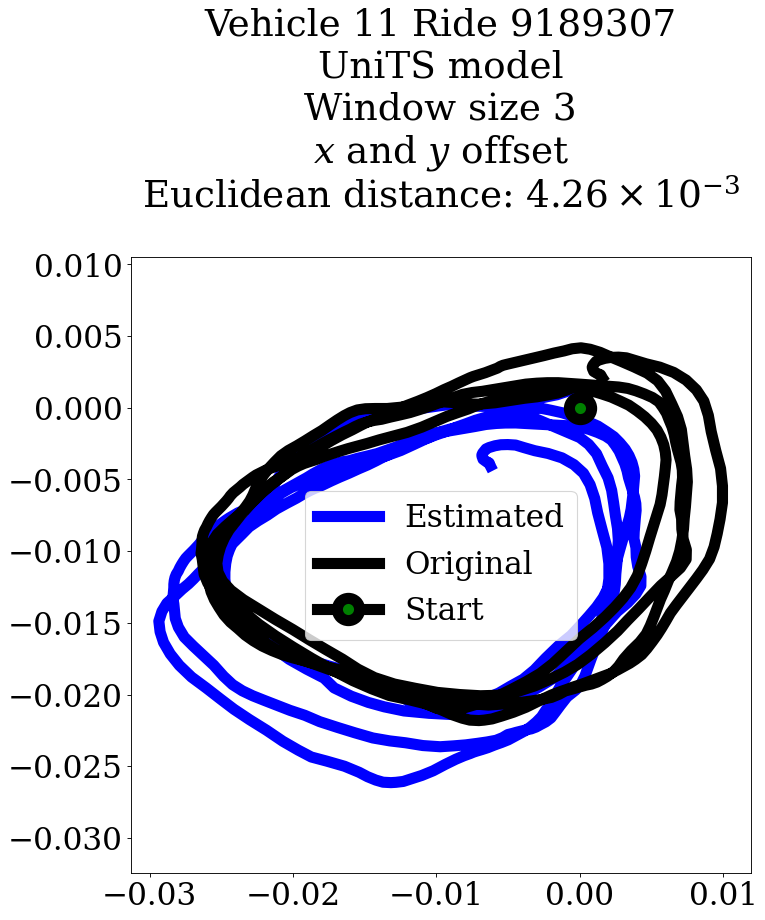 Vehicle 11 Ride 9189307
UniTS model
Window size 3
x and y offset
Euclidean distance: 4.26 × 10⁻³
0.010
0.005
0.000
−0.005
−0.010
−0.015
−0.020
−0.025
−0.030
Estimated
Original
Start
−0.03 −0.02 −0.01 0.00 0.01